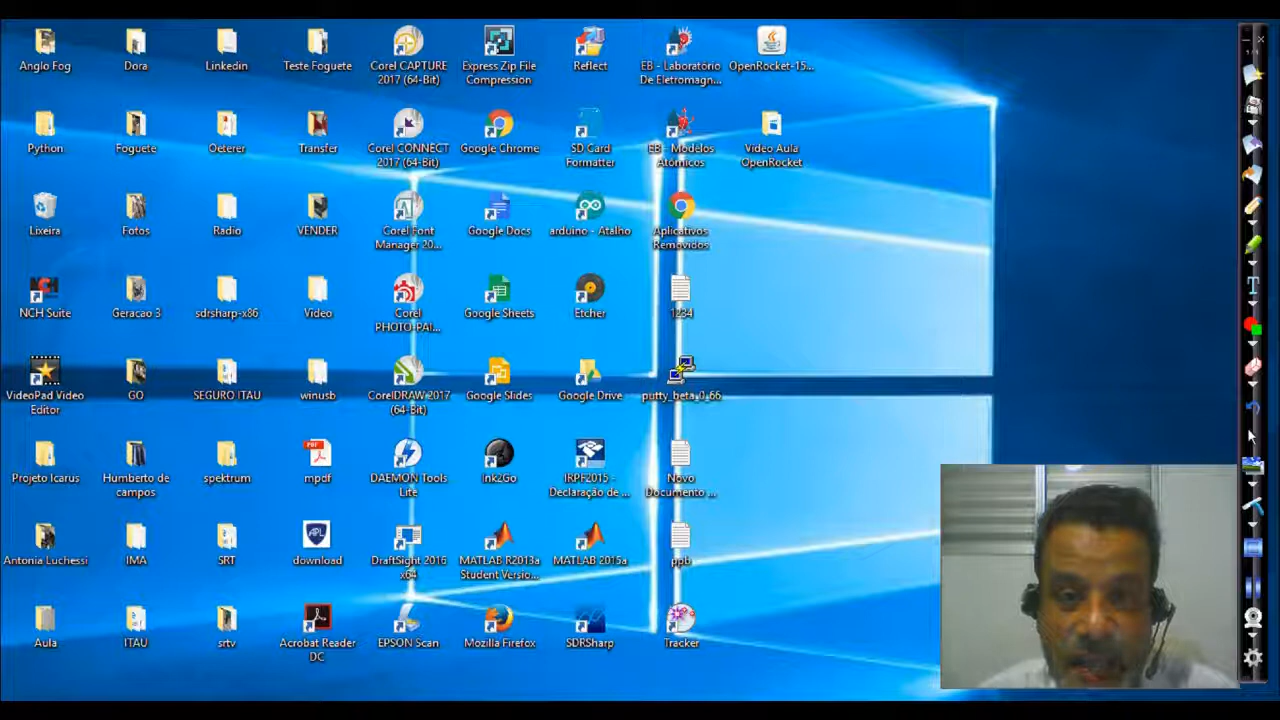 Anglo Fog
Dora
Linkedin
Teste Foguete
Corel CAPTURE
2017 (64-Bit)
Express Zip File
Compression
Reflect
EB - Laboratório
De Eletromagn...
OpenRocket-15...
Python
Foguete
Oeterer
Transfer
Corel CONNECT
2017 (64-Bit)
Google Chrome
SD Card
Formatter
EB - Modelos
Atómicos
Video Aula
OpenRocket
Lixeira
Fotos
Radio
VENDER
Corel Font
Manager 20...
Google Docs
arduino - Atalho
Aplicativos
Removidos
NCH Suite
Geracao 3
sdrsharp-x86
Video
Corel
PHOTO-PAI...
Google Sheets
Etcher
1234
VideoPad Video
Editor
GO
SEGURO ITAU
winusb
CorelDRAW 2017
(64-Bit)
Google Slides
Google Drive
putty_beta_0_66
Projeto Icarus
Humberto de
campos
spektrum
PDF
mpdf
DAEMON Tools
Lite
Ink2Go
IRPF2015 -
Declaração de ...
Novo
Documento ...
Antonia Luchessi
IMA
SRT
APL
download
DraftSight 2016
x64
MATLAB R2013a
Student Versio...
MATLAB 2015a
ppb
Aula
ITAU
srtv
Acrobat Reader
DC
EPSON Scan
Mozilla Firefox
SDRSharp
Tracker